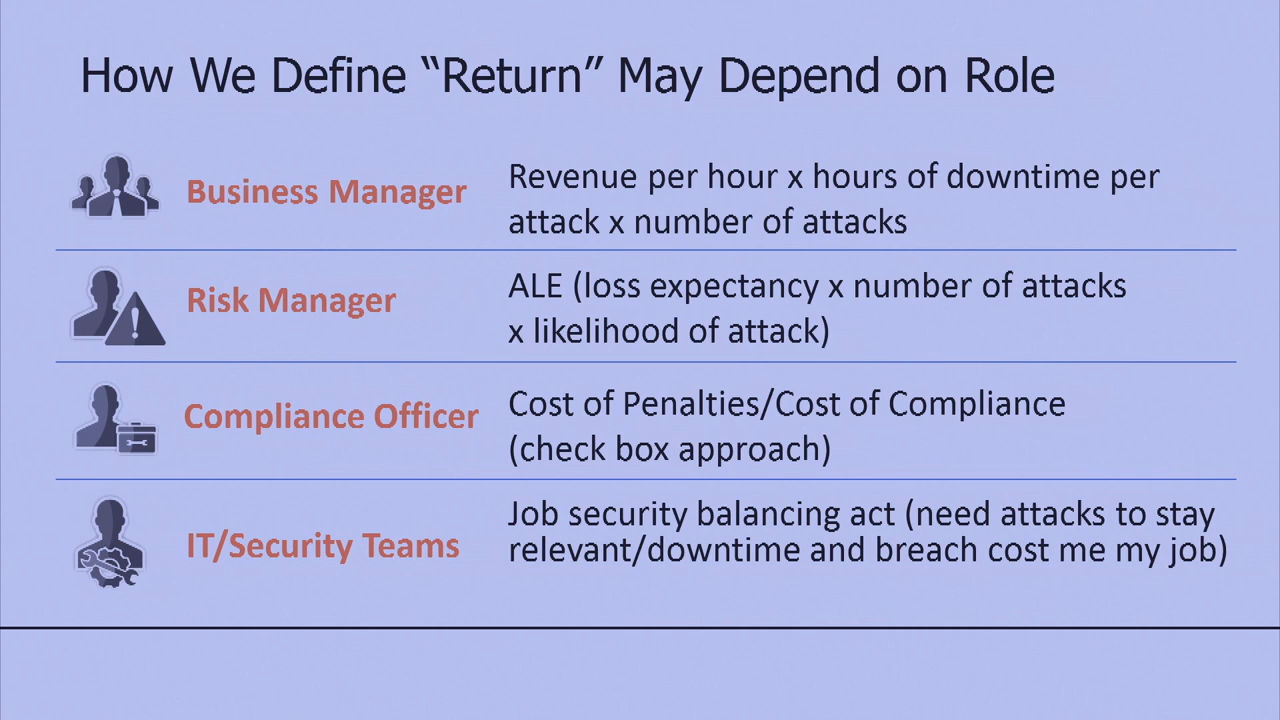 How We Define “Return” May Depend on Role
Business Manager
Revenue per hour x hours of downtime per
attack x number of attacks
Risk Manager
ALE (loss expectancy x number of attacks
x likelihood of attack)
Compliance Officer
Cost of Penalties/Cost of Compliance
(check box approach)
IT/Security Teams
Job security balancing act (need attacks to stay
relevant/downtime and breach cost me my job)